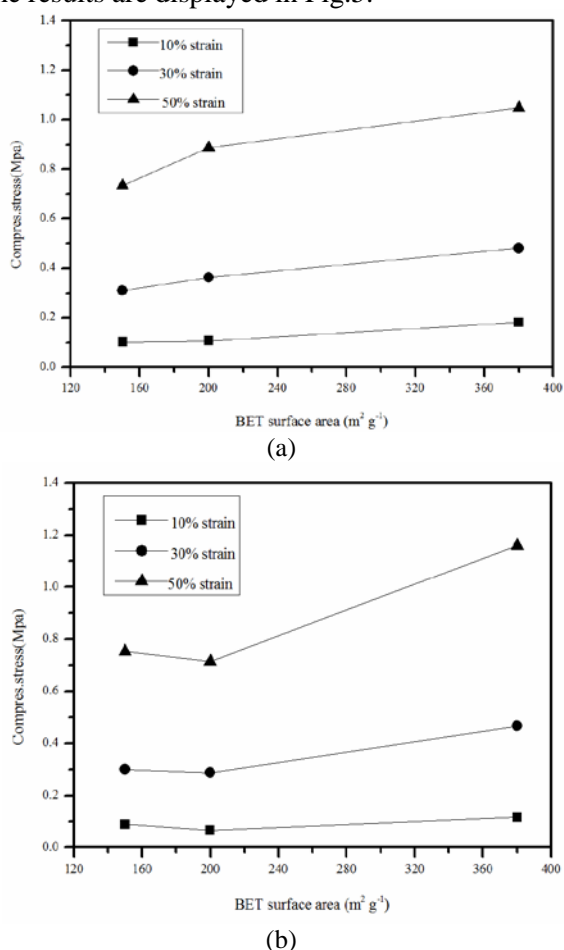 ne results are displayed in Fig.5.
1.4
10% strain
30% strain
50% strain
1.2
1.0
0.8
0.6
0.4
0.2
0.0
Compres.stress(Mpa)
120 160 200 240 280 320 360 400
BET surface area (m² g⁻¹)
(a)
1.4
10% strain
30% strain
50% strain
1.2
1.0
0.8
0.6
0.4
0.2
0.0
Compres.stress(Mpa)
120 160 200 240 280 320 360 400
BET surface area (m² g⁻¹)
(b)